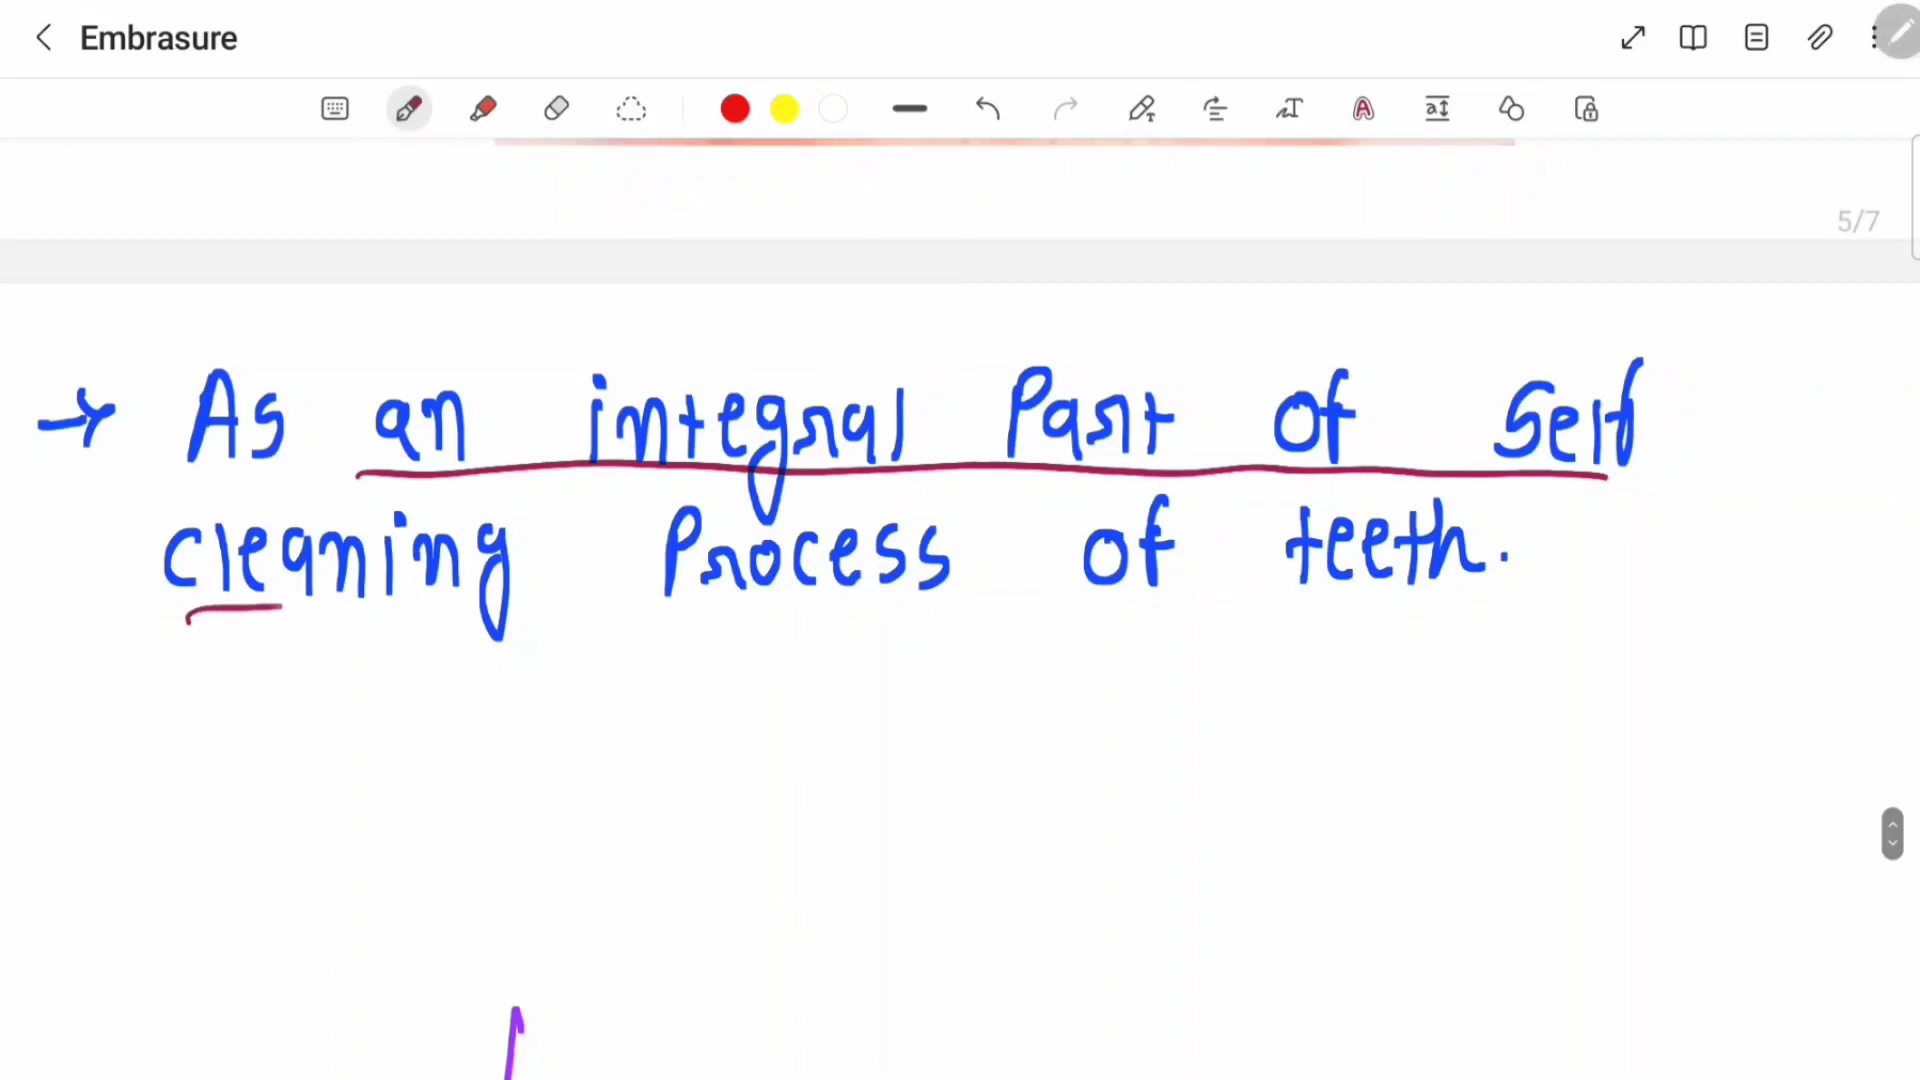 Embrasure
5/7
→ As an integral Part of Self
cleaning Process of teeth.